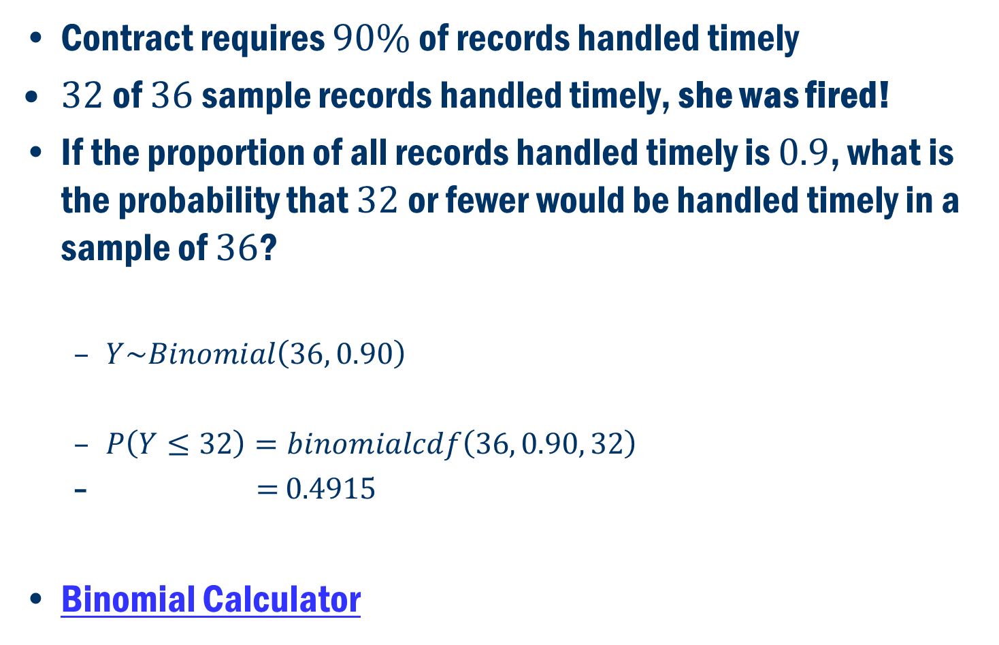 • Contract requires 90% of records handled timely
• 32 of 36 sample records handled timely, she was fired!
• If the proportion of all records handled timely is 0.9, what is
the probability that 32 or fewer would be handled timely in a
sample of 36?
– Y~Binomial(36, 0.90)
– P(Y ≤ 32) = binomialcdf(36, 0.90, 32)
– = 0.4915
• Binomial Calculator